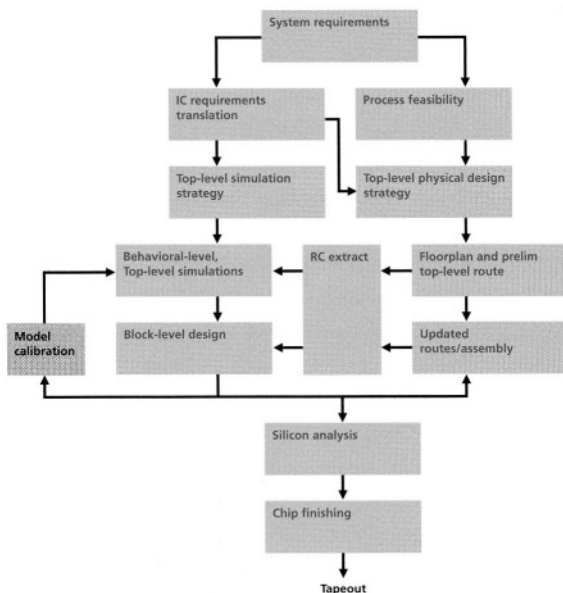 System requirements
IC requirements
translation
Process feasibility
Top-level simulation
strategy
Top-level physical design
strategy
Behavioral-level,
Top-level simulations
RC extract
Floorplan and prelim
top-level route
Model
calibration
Block-level design
Updated
routes/assembly
Silicon analysis
Chip finishing
Tapeout